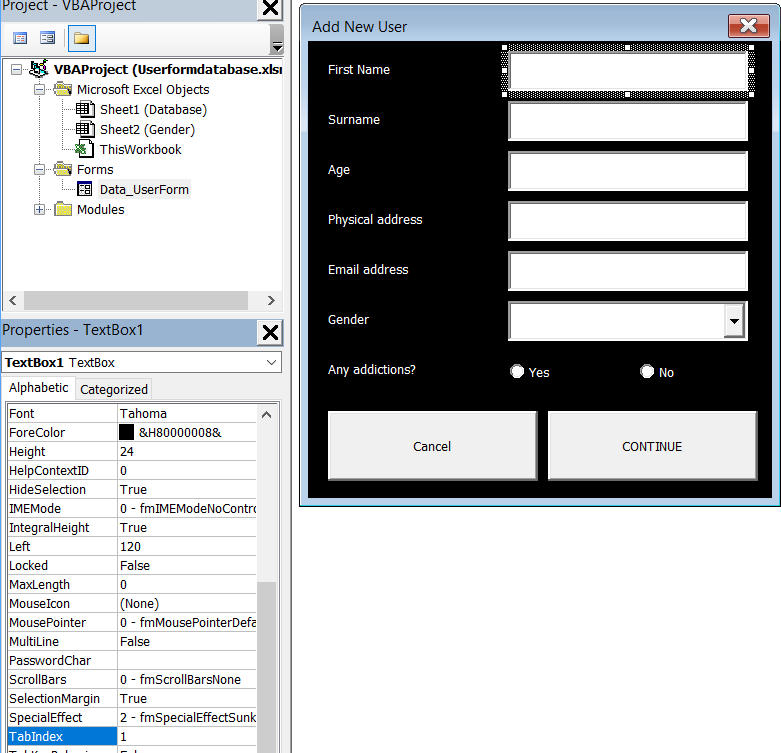 Project - VBAProject
VBAProject (Userformdatabase.xlsm
Microsoft Excel Objects
Sheet1 (Database)
Sheet2 (Gender)
ThisWorkbook
Forms
Data_UserForm
Modules
Properties - TextBox1
TextBox1 TextBox
Alphabetic Categorized
Font Tahoma
ForeColor &H80000008&
Height 24
HelpContextID 0
HideSelection True
IMEMode 0 - fmIMEModeNoContro
IntegralHeight True
Left 120
Locked False
MaxLength 0
MouseIcon (None)
MousePointer 0 - fmMousePointerDefa
MultiLine False
PasswordChar
ScrollBars 0 - fmScrollBarsNone
SelectionMargin True
SpecialEffect 2 - fmSpecialEffectSunk
TabIndex 1
Add New User
First Name
Surname
Age
Physical address
Email address
Gender
Any addictions? Yes No
Cancel CONTINUE